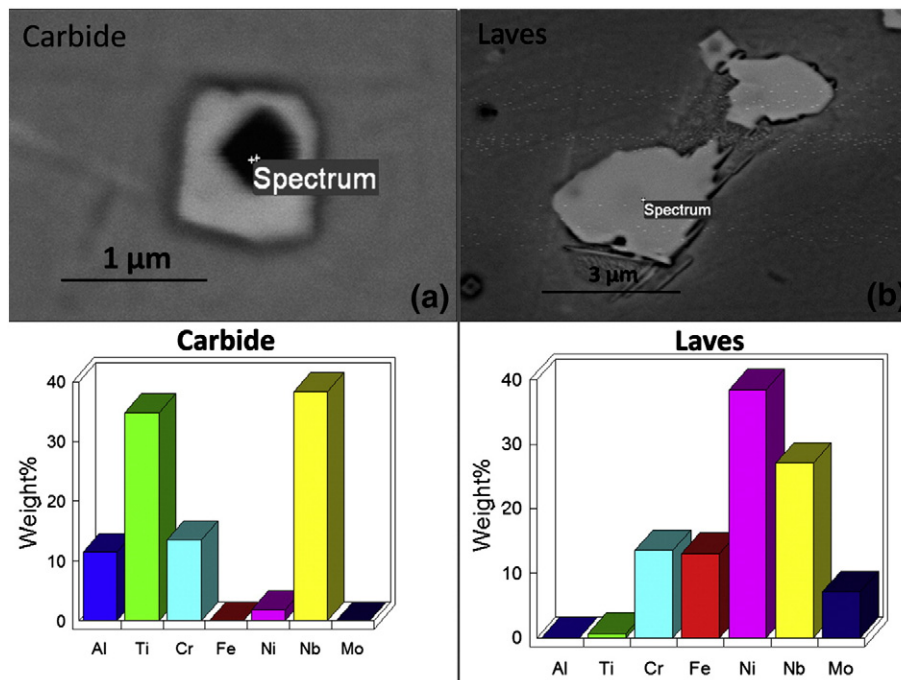 Carbide
Spectrum
1 μm
(a)
Laves
Spectrum
3 μm
(b)
Carbide
Weight%
40
30
20
10
0
Al Ti Cr Fe Ni Nb Mo
Laves
Weight%
40
30
20
10
0
Al Ti Cr Fe Ni Nb Mo